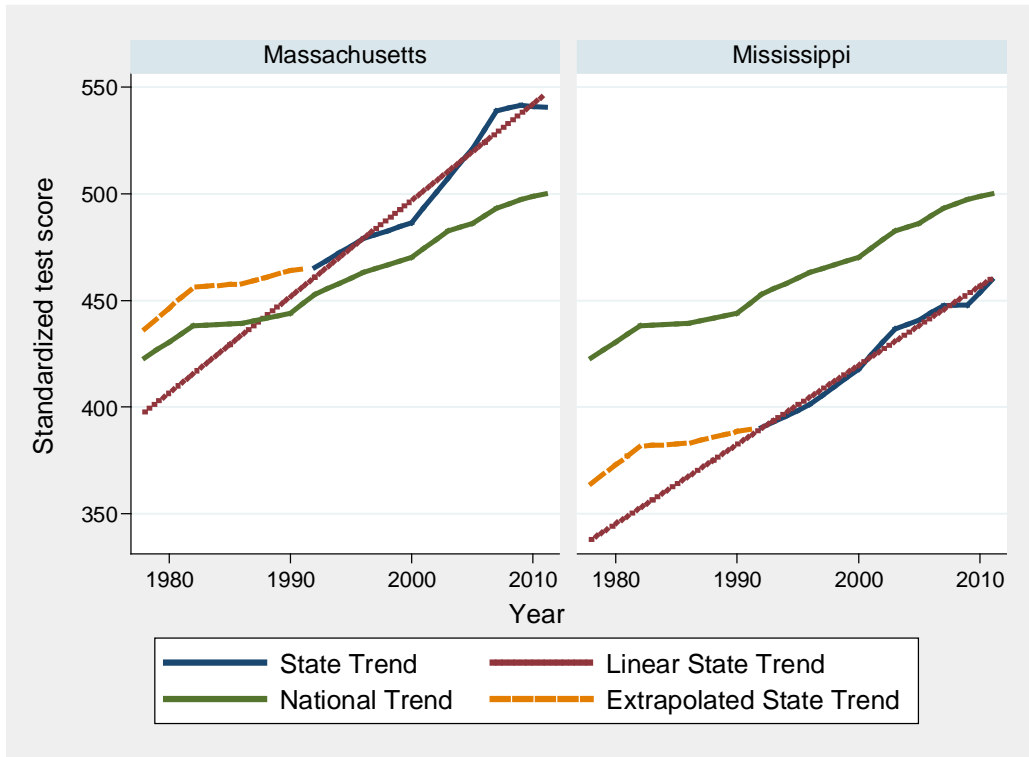 Massachusetts
Mississippi
Standardized test score
550
500
450
400
350
1980 1990 2000 2010 1980 1990 2000 2010
Year
State Trend Linear State Trend
National Trend Extrapolated State Trend